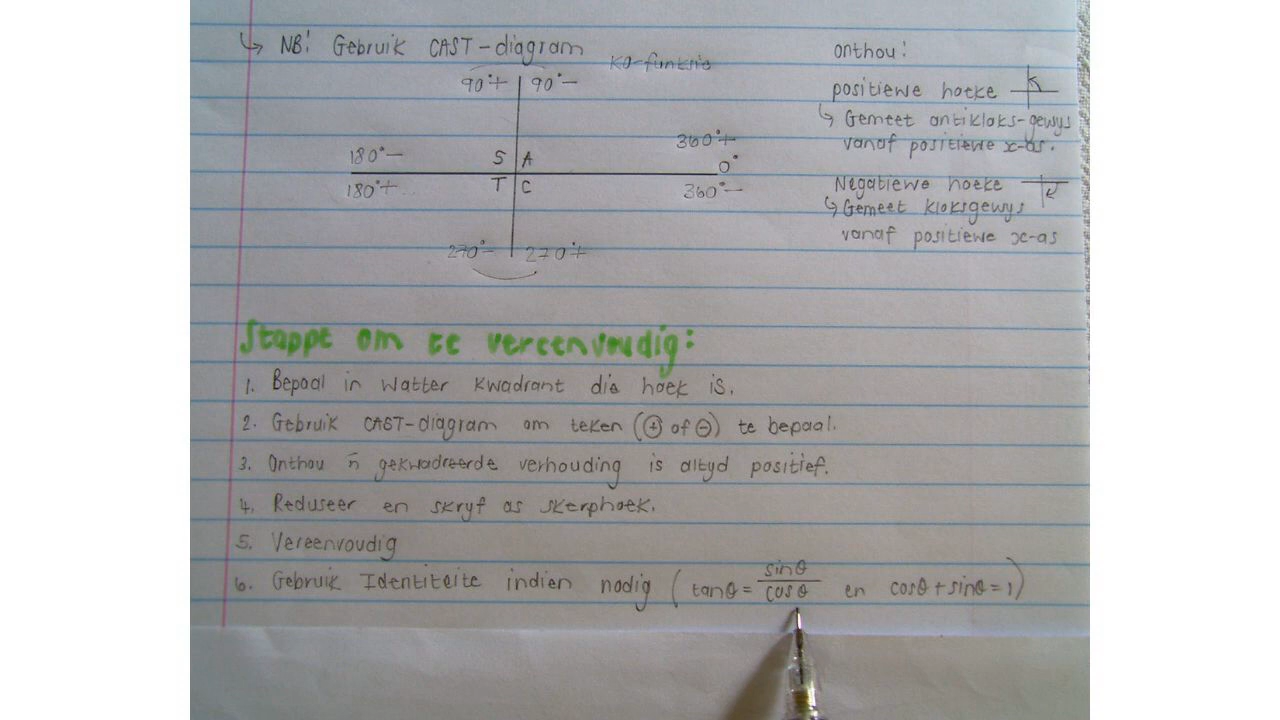 ↳ NB! Gebruik CAST-diagram
Ko-funksie
90°+ 90°-
180°- S A 360°+
0°
180°+ T C 360°-
270°- 270°+
onthou!
positiewe hoeke
↳ Gemeet antikloks-gewys
vanaf positiewe x-as.
Negatiewe hoeke
↳ Gemeet kloksgewys
vanaf positiewe x-as
Stappe om te vereenvoudig:
1. Bepaal in watter kwadrant die hoek is.
2. Gebruik CAST-diagram om teken (⊕ of ⊖) te bepaal.
3. Onthou ń gekwadreerde verhouding is altyd positief.
4. Reduseer en skryf as skerphoek.
5. Vereenvoudig
6. Gebruik Identiteite indien nodig (tanθ = sinθ/cosθ en cosθ + sinθ = 1)